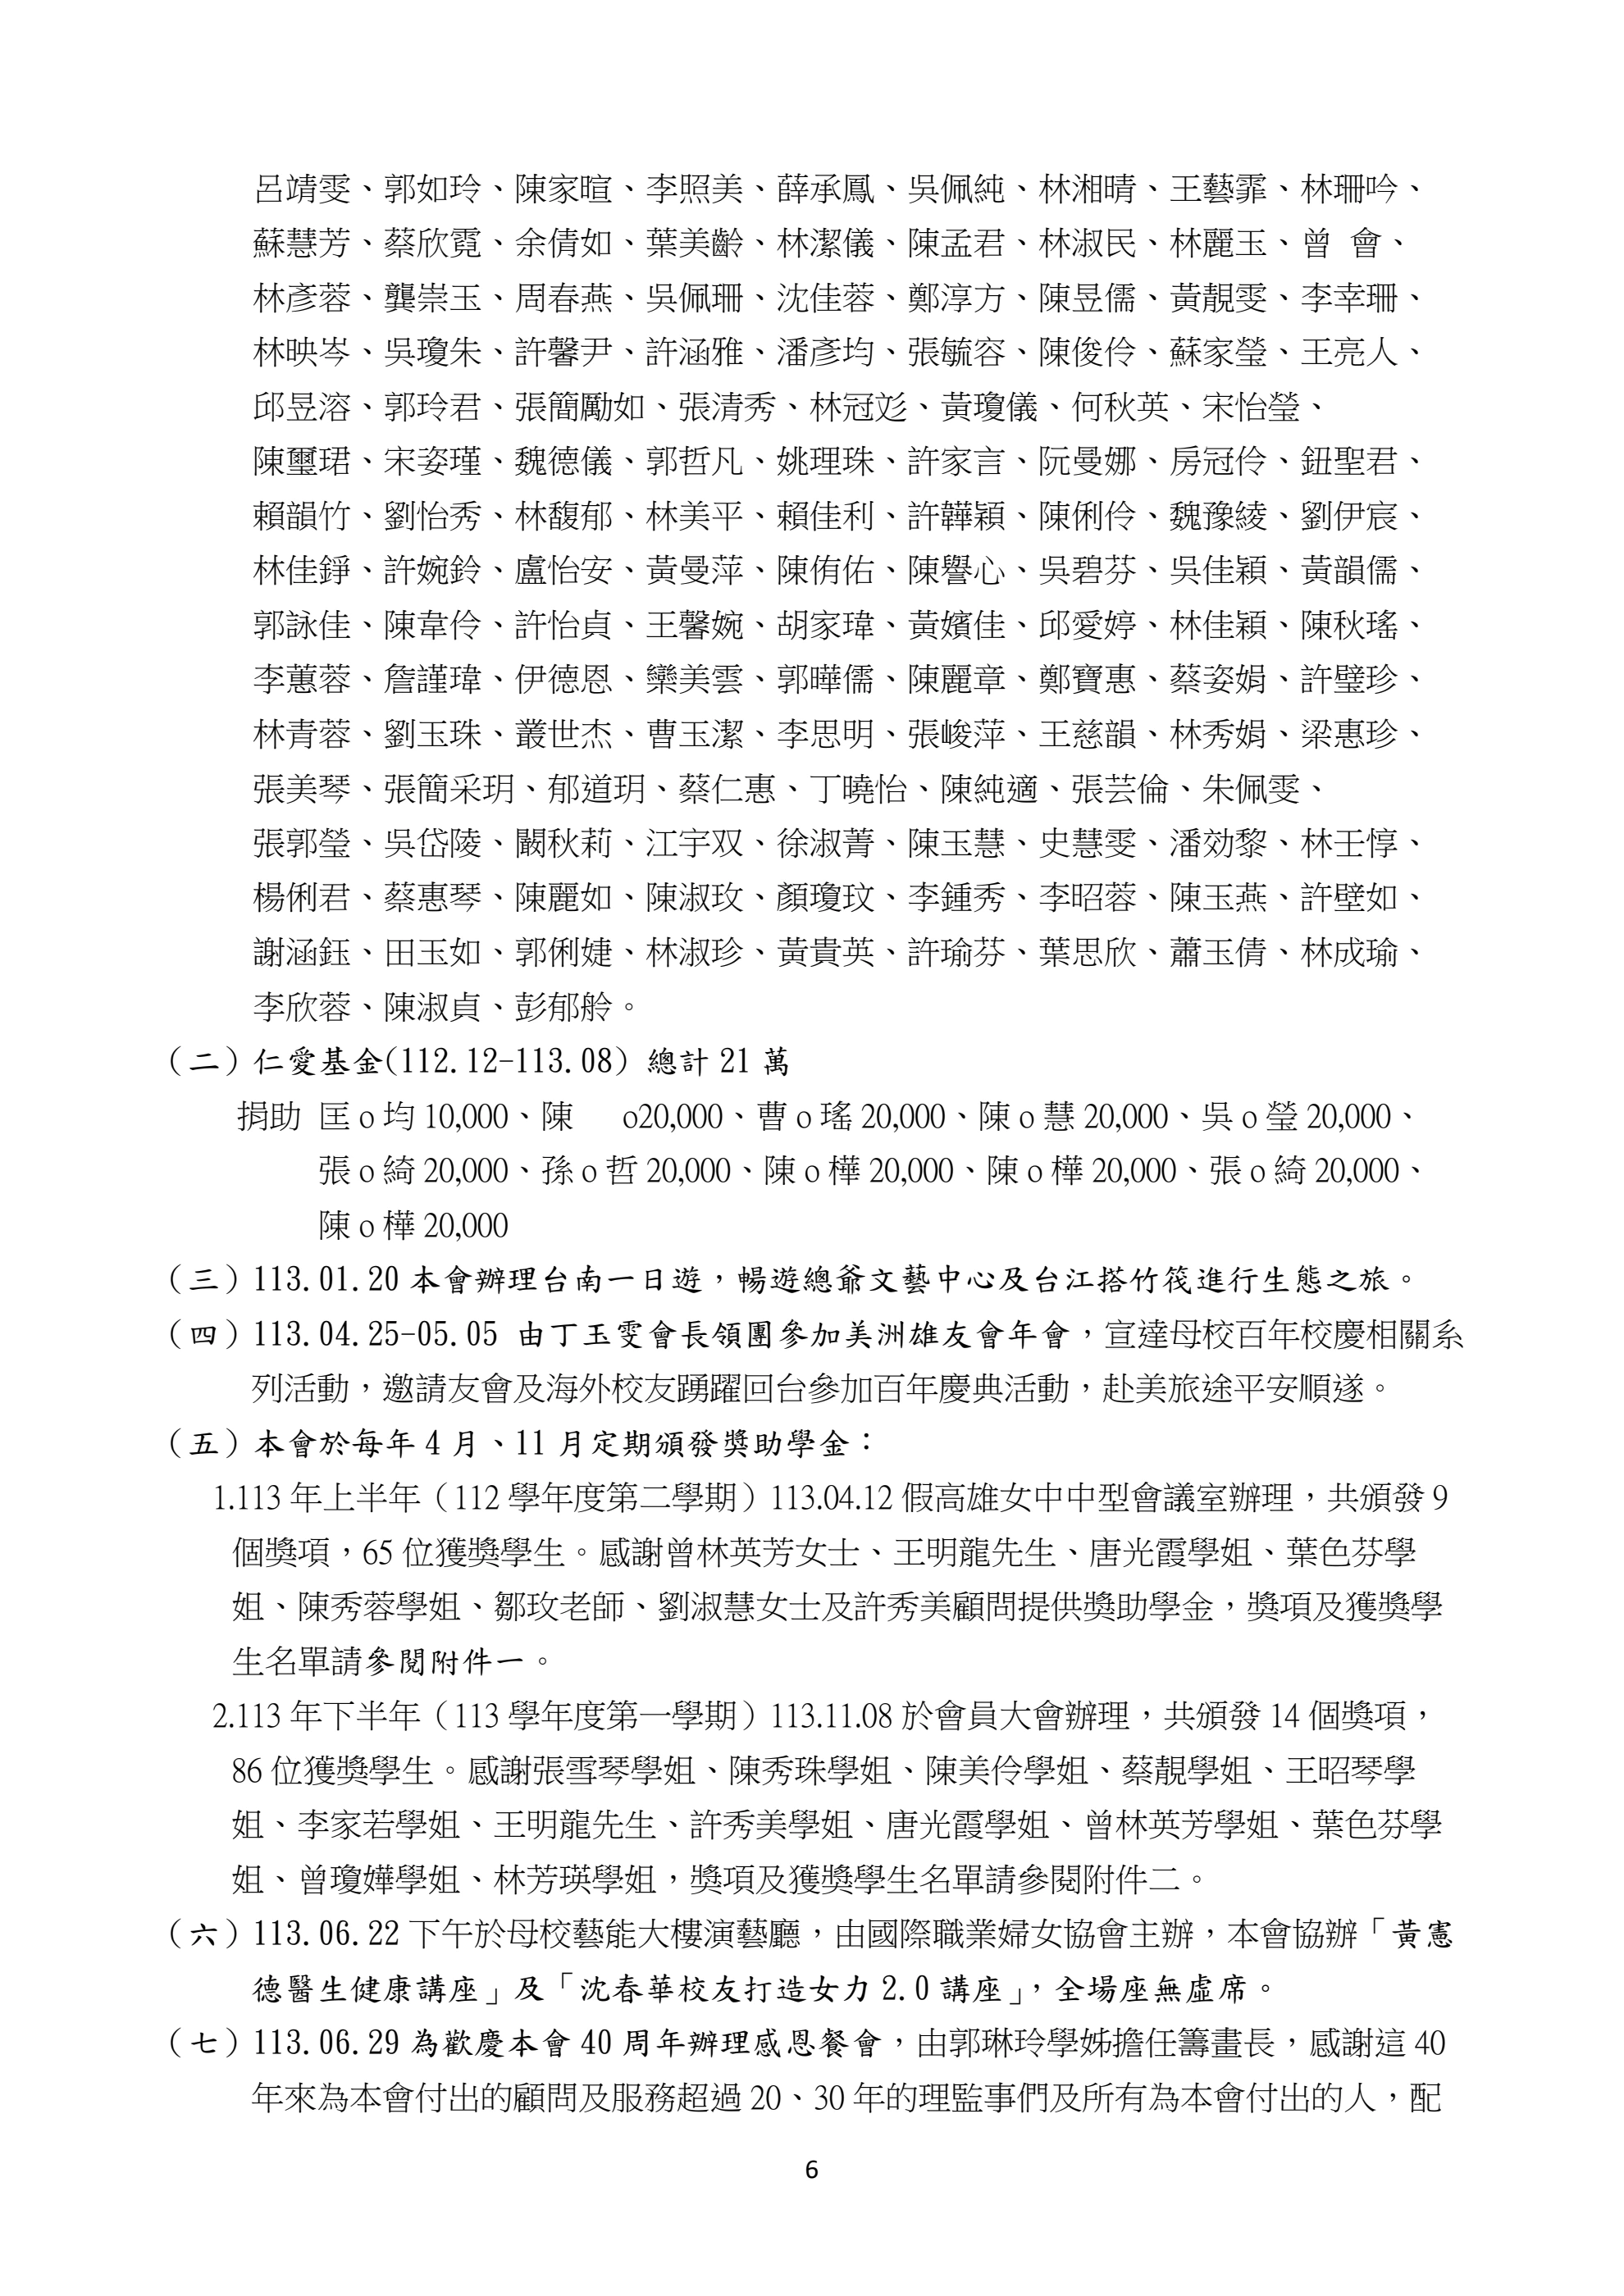 呂靖雯、郭如玲、陳家暄、李照美、薛承鳳、吳佩純、林湘晴、王藝霏、林珊吟、
蘇慧芳、蔡欣霓、余倩如、葉美齡、林潔儀、陳孟君、林淑民、林麗玉、曾 會、
林彥蓉、龔崇玉、周春燕、吳佩珊、沈佳蓉、鄭淳方、陳昱儒、黃靚雯、李幸珊、
林映岑、吳瓊朱、許馨尹、許涵雅、潘彥均、張毓容、陳俊伶、蘇家瑩、王亮人、
邱昱溶、郭玲君、張簡勵如、張清秀、林冠彣、黃瓊儀、何秋英、宋怡瑩、
陳璽珺、宋姿瑾、魏德儀、郭哲凡、姚理珠、許家言、阮曼娜、房冠伶、鈕聖君、
賴韻竹、劉怡秀、林馥郁、林美平、賴佳利、許韡穎、陳俐伶、魏豫綾、劉伊宸、
林佳錚、許婉鈴、盧怡安、黃曼萍、陳侑佑、陳譽心、吳碧芬、吳佳穎、黃韻儒、
郭詠佳、陳韋伶、許怡貞、王馨婉、胡家瑋、黃嬪佳、邱愛婷、林佳穎、陳秋瑤、
李蕙蓉、詹謹瑋、伊德恩、欒美雲、郭曄儒、陳麗章、鄭寶惠、蔡姿娟、許璧珍、
林青蓉、劉玉珠、叢世杰、曹玉潔、李思明、張峻萍、王慈韻、林秀娟、梁惠珍、
張美琴、張簡采玥、郁道玥、蔡仁惠、丁曉怡、陳純適、張芸倫、朱佩雯、
張郭瑩、吳岱陵、闕秋莉、江宇双、徐淑菁、陳玉慧、史慧雯、潘効黎、林壬惇、
楊俐君、蔡惠琴、陳麗如、陳淑玫、顏瓊玟、李鍾秀、李昭蓉、陳玉燕、許壁如、
謝涵鈺、田玉如、郭俐婕、林淑珍、黃貴英、許瑜芬、葉思欣、蕭玉倩、林成瑜、
李欣蓉、陳淑貞、彭郁舲。
（二）仁愛基金(112.12-113.08) 總計 21 萬
捐助 匡 o 均 10,000、陳 o20,000、曹 o 瑤 20,000、陳 o 慧 20,000、吳 o 瑩 20,000、
張 o 綺 20,000、孫 o 哲 20,000、陳 o 樺 20,000、陳 o 樺 20,000、張 o 綺 20,000、
陳 o 樺 20,000
（三）113.01.20 本會辦理台南一日遊，暢遊總爺文藝中心及台江搭竹筏進行生態之旅。
（四）113.04.25-05.05 由丁玉雯會長領團參加美洲雄友會年會，宣達母校百年校慶相關系
列活動，邀請友會及海外校友踴躍回台參加百年慶典活動，赴美旅途平安順遂。
（五）本會於每年 4 月、11 月定期頒發獎助學金：
1.113 年上半年（112 學年度第二學期）113.04.12 假高雄女中中型會議室辦理，共頒發 9
個獎項，65 位獲獎學生。感謝曾林英芳女士、王明龍先生、唐光霞學姐、葉色芬學
姐、陳秀蓉學姐、鄒玫老師、劉淑慧女士及許秀美顧問提供獎助學金，獎項及獲獎學
生名單請參閱附件一。
2.113 年下半年（113 學年度第一學期）113.11.08 於會員大會辦理，共頒發 14 個獎項，
86 位獲獎學生。感謝張雪琴學姐、陳秀珠學姐、陳美伶學姐、蔡靚學姐、王昭琴學
姐、李家若學姐、王明龍先生、許秀美學姐、唐光霞學姐、曾林英芳學姐、葉色芬學
姐、曾瓊嬅學姐、林芳瑛學姐，獎項及獲獎學生名單請參閱附件二。
（六）113.06.22 下午於母校藝能大樓演藝廳，由國際職業婦女協會主辦，本會協辦「黃憲
德醫生健康講座」及「沈春華校友打造女力 2.0 講座」，全場座無虛席。
（七）113.06.29 為歡慶本會 40 周年辦理感恩餐會，由郭琳玲學姊擔任籌畫長，感謝這 40
年來為本會付出的顧問及服務超過 20、30 年的理監事們及所有為本會付出的人，配
6